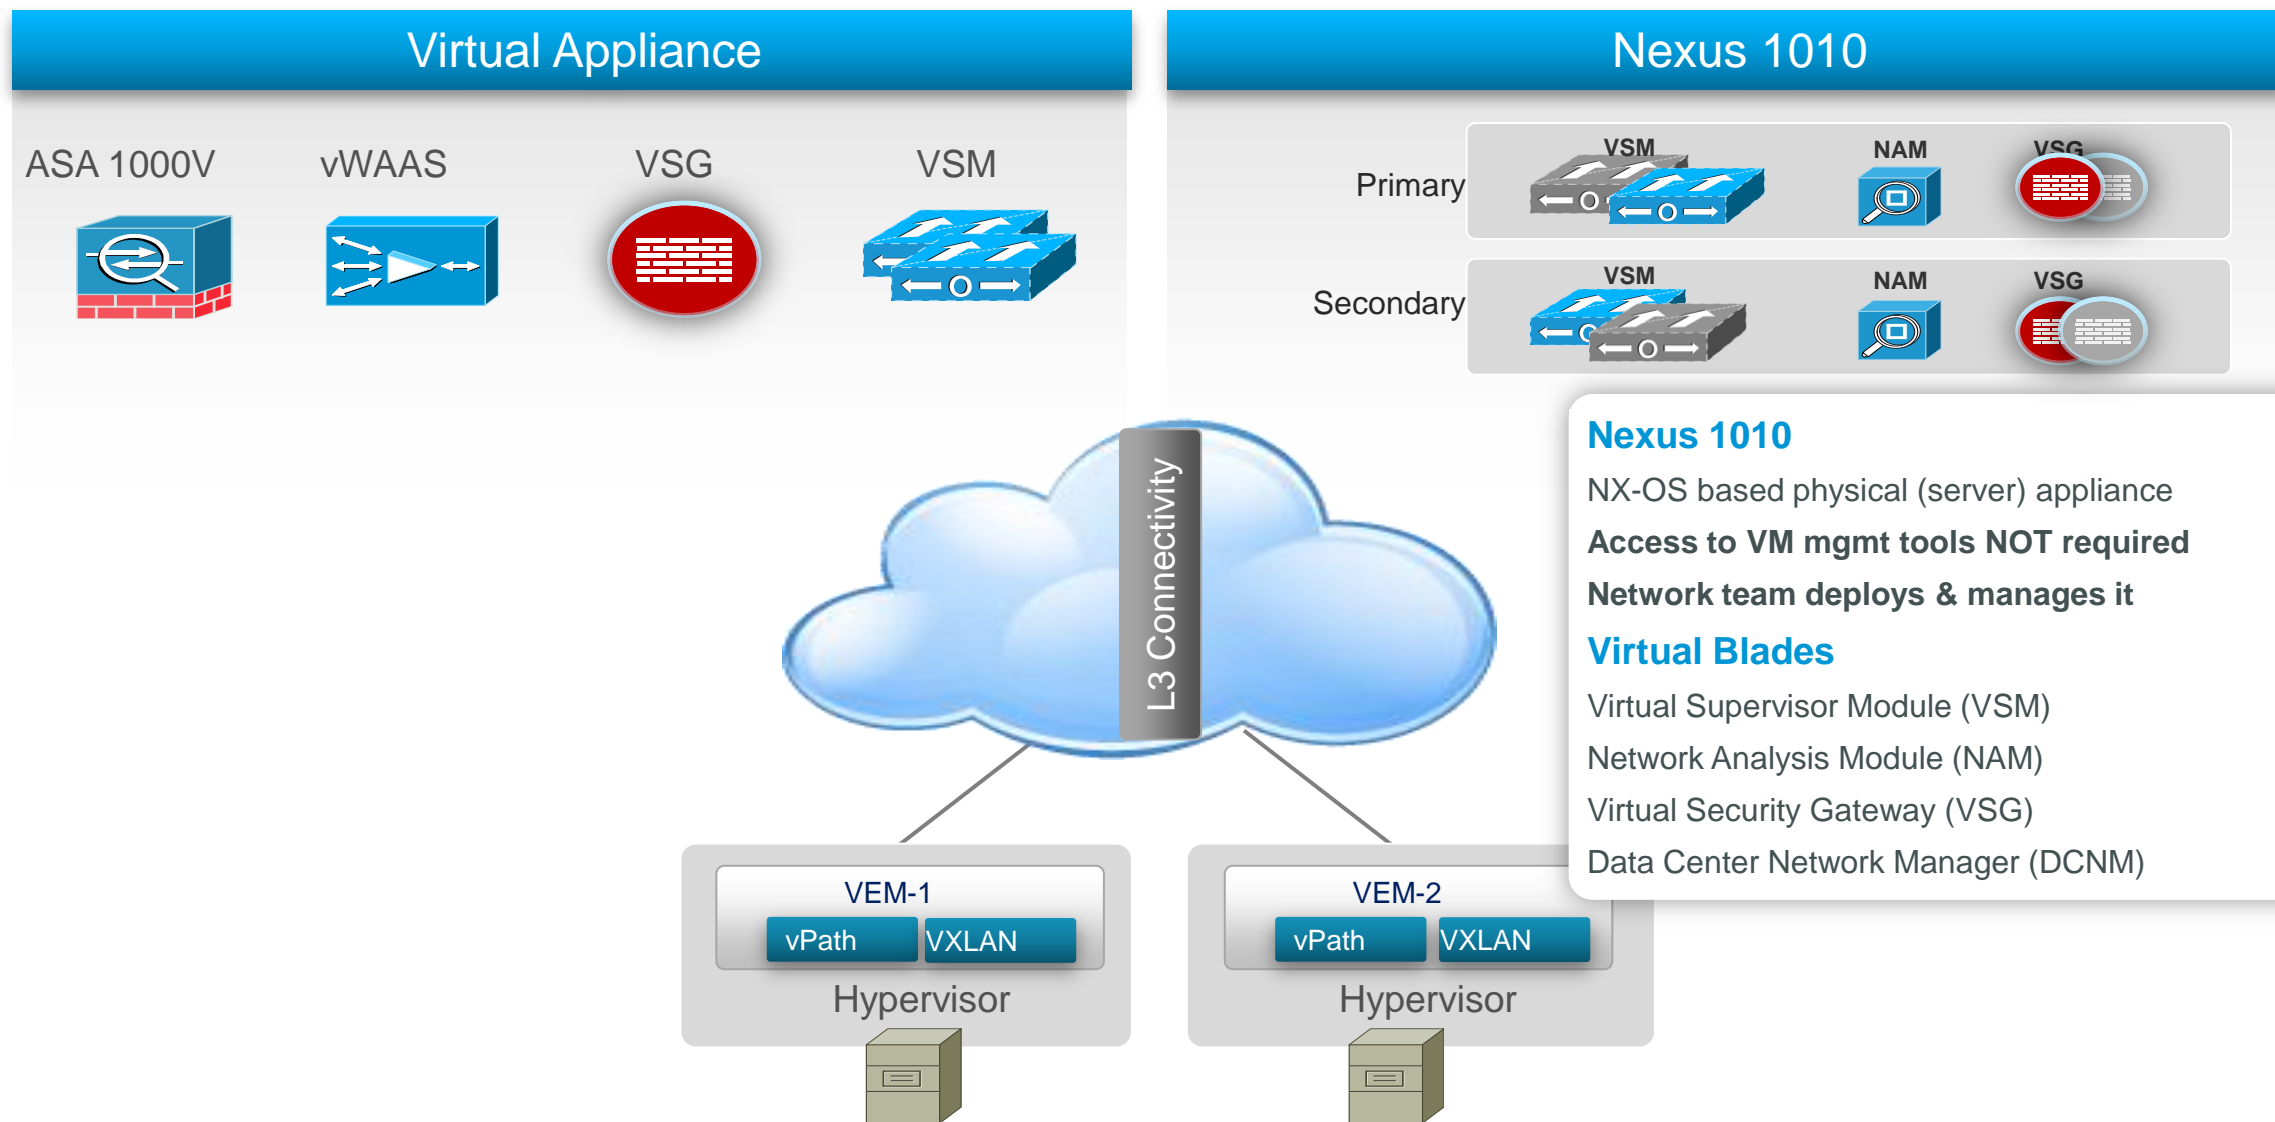 Virtual Appliance
Nexus 1010
ASA 1000V
vWAAS
VSG
VSM
Primary
VSM
NAM
VSG
Secondary
VSM
NAM
VSG
L3 Connectivity
Nexus 1010
NX-OS based physical (server) appliance
Access to VM mgmt tools NOT required
Network team deploys & manages it
Virtual Blades
Virtual Supervisor Module (VSM)
Network Analysis Module (NAM)
Virtual Security Gateway (VSG)
Data Center Network Manager (DCNM)
VEM-1
vPath
VXLAN
Hypervisor
VEM-2
vPath
VXLAN
Hypervisor